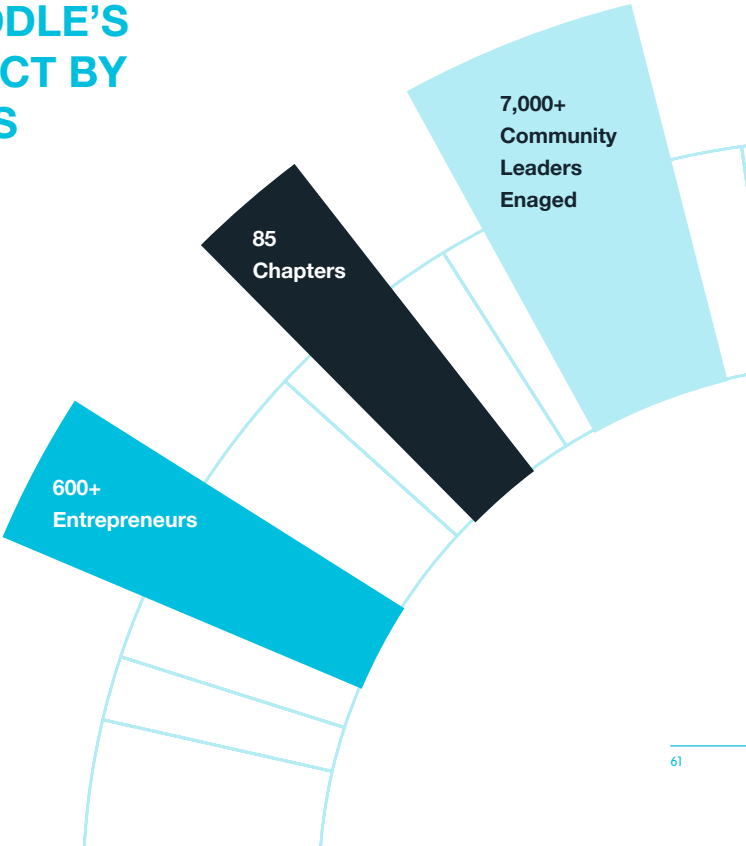 ODLE'S
CT BY
S
7,000+
Community
Leaders
Enaged
85
Chapters
600+
Entrepreneurs
61